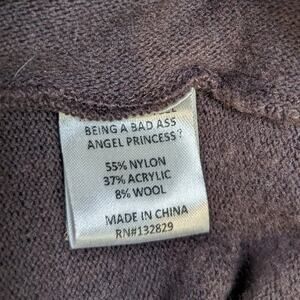 BEING A BAD ASS
ANGEL PRINCESS?
55% NYLON
37% ACRYLIC
8% WOOL
MADE IN CHINA
RN#132829